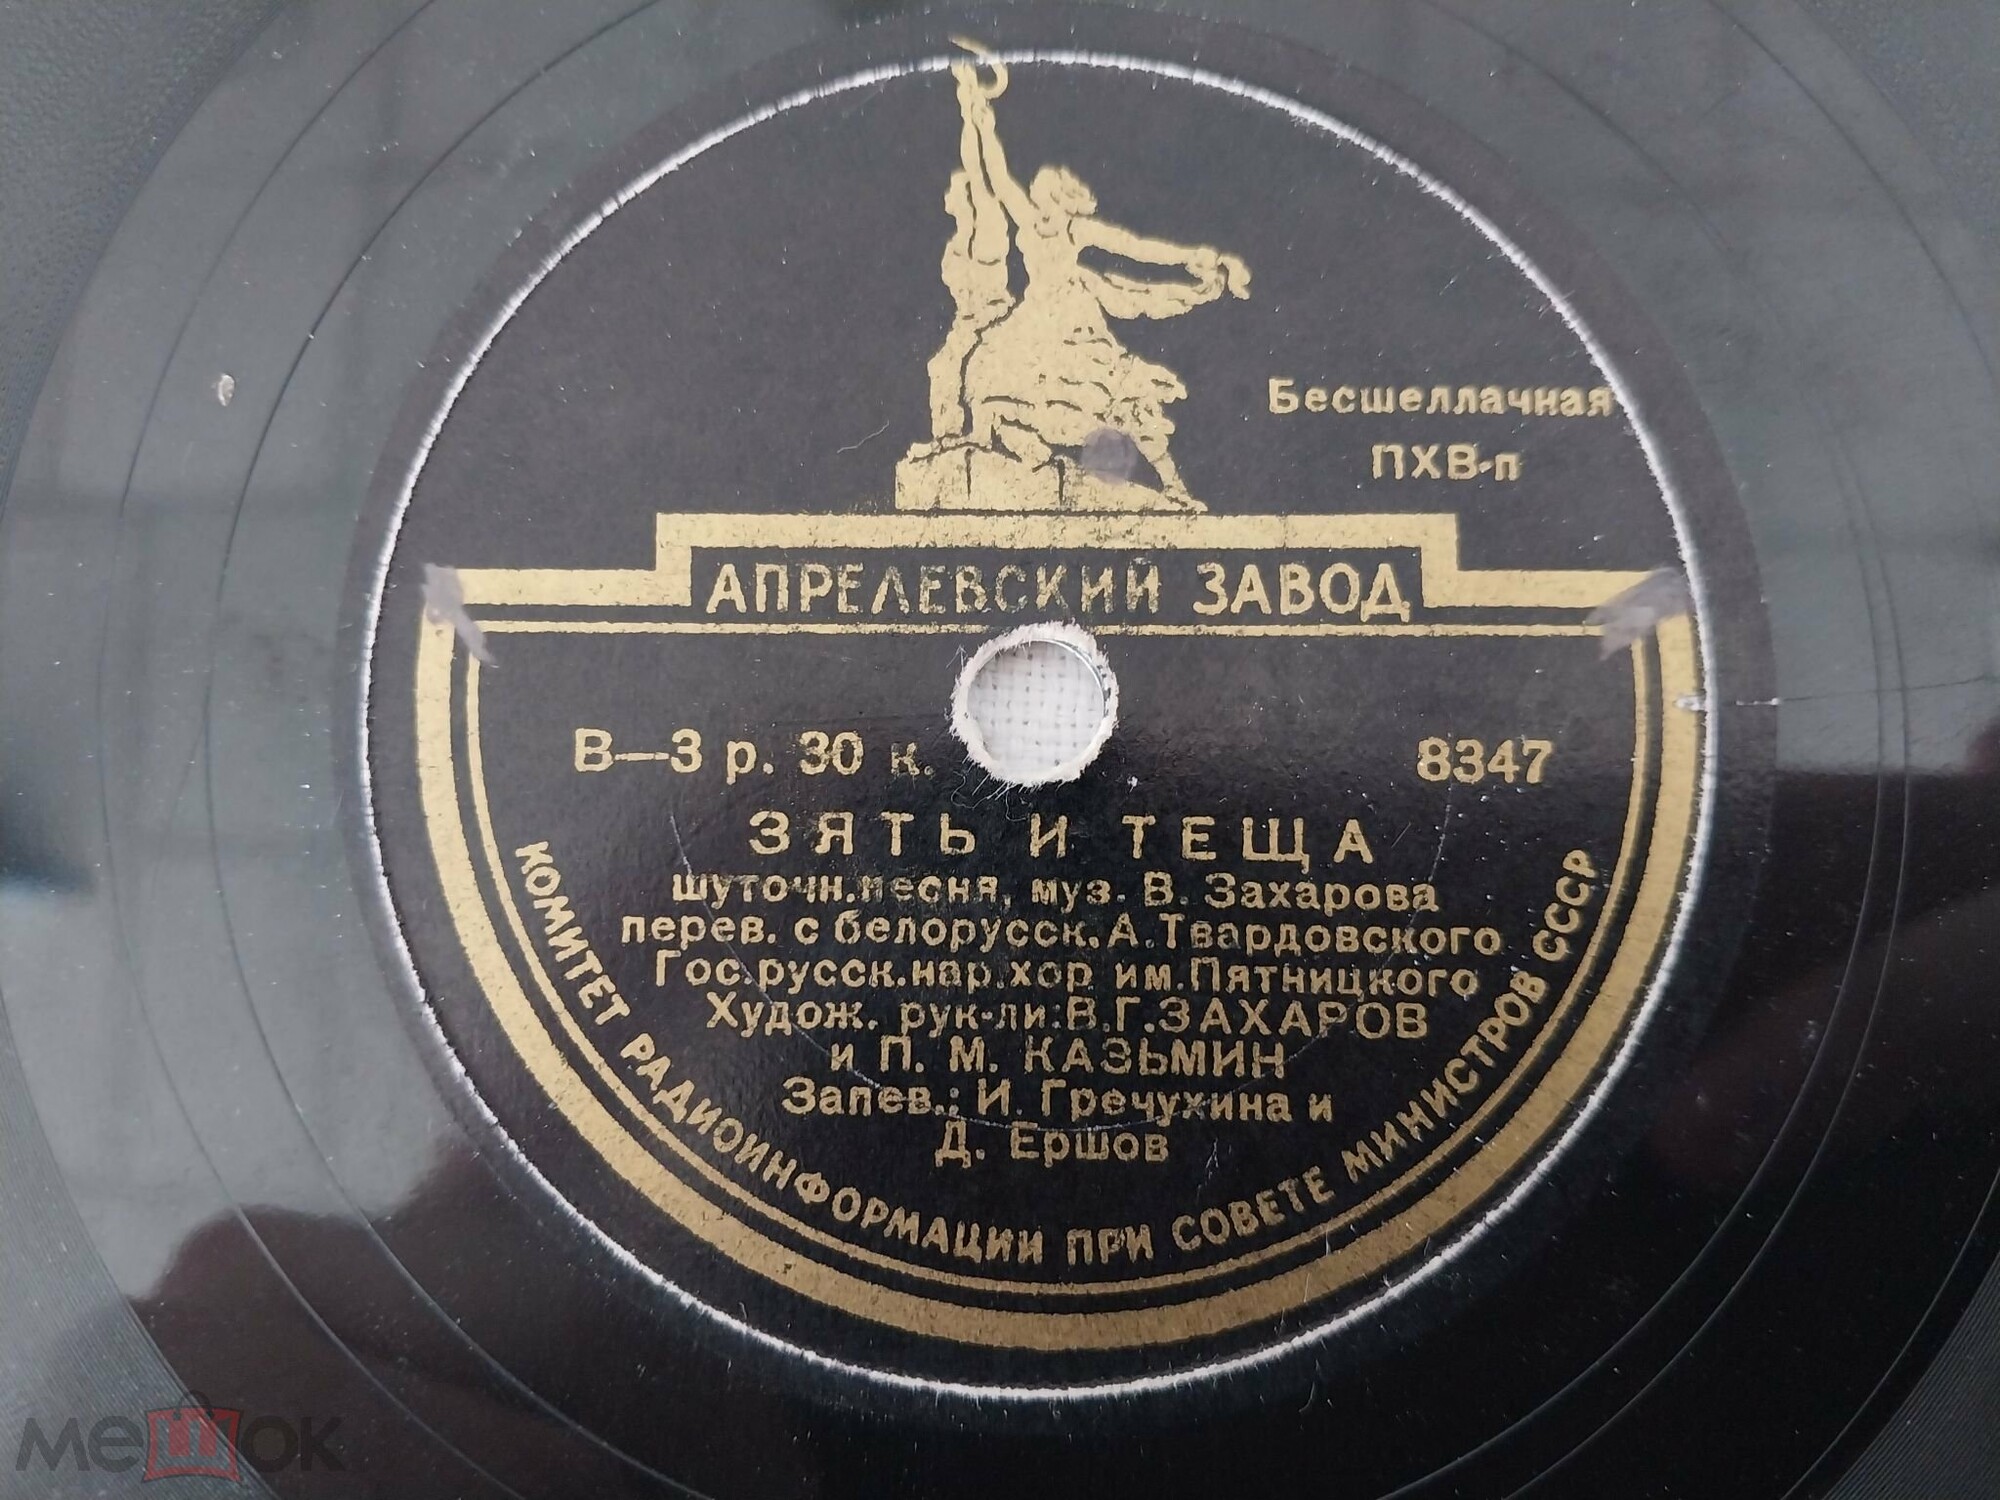 Бесшеллачная
ПХВ-п
АПРЕЛЕВСКИЙ ЗАВОД
В—3 р. 30 к.
8347
ЗЯТЬ И ТЕЩА
шуточн.песня, муз. В. Захарова
перев. с белорусск. А. Твардовского
Гос.русск.нар.хор им.Пятницкого
Худож. рук-ли:В.Г.ЗАХАРОВ
и П. М. КАЗЬМИН
Запев.: И. Гречухина и
Д. Ершов
КОМИТЕТ РАДИОИНФОРМАЦИИ ПРИ СОВЕТЕ МИНИСТРОВ СССР
мешок